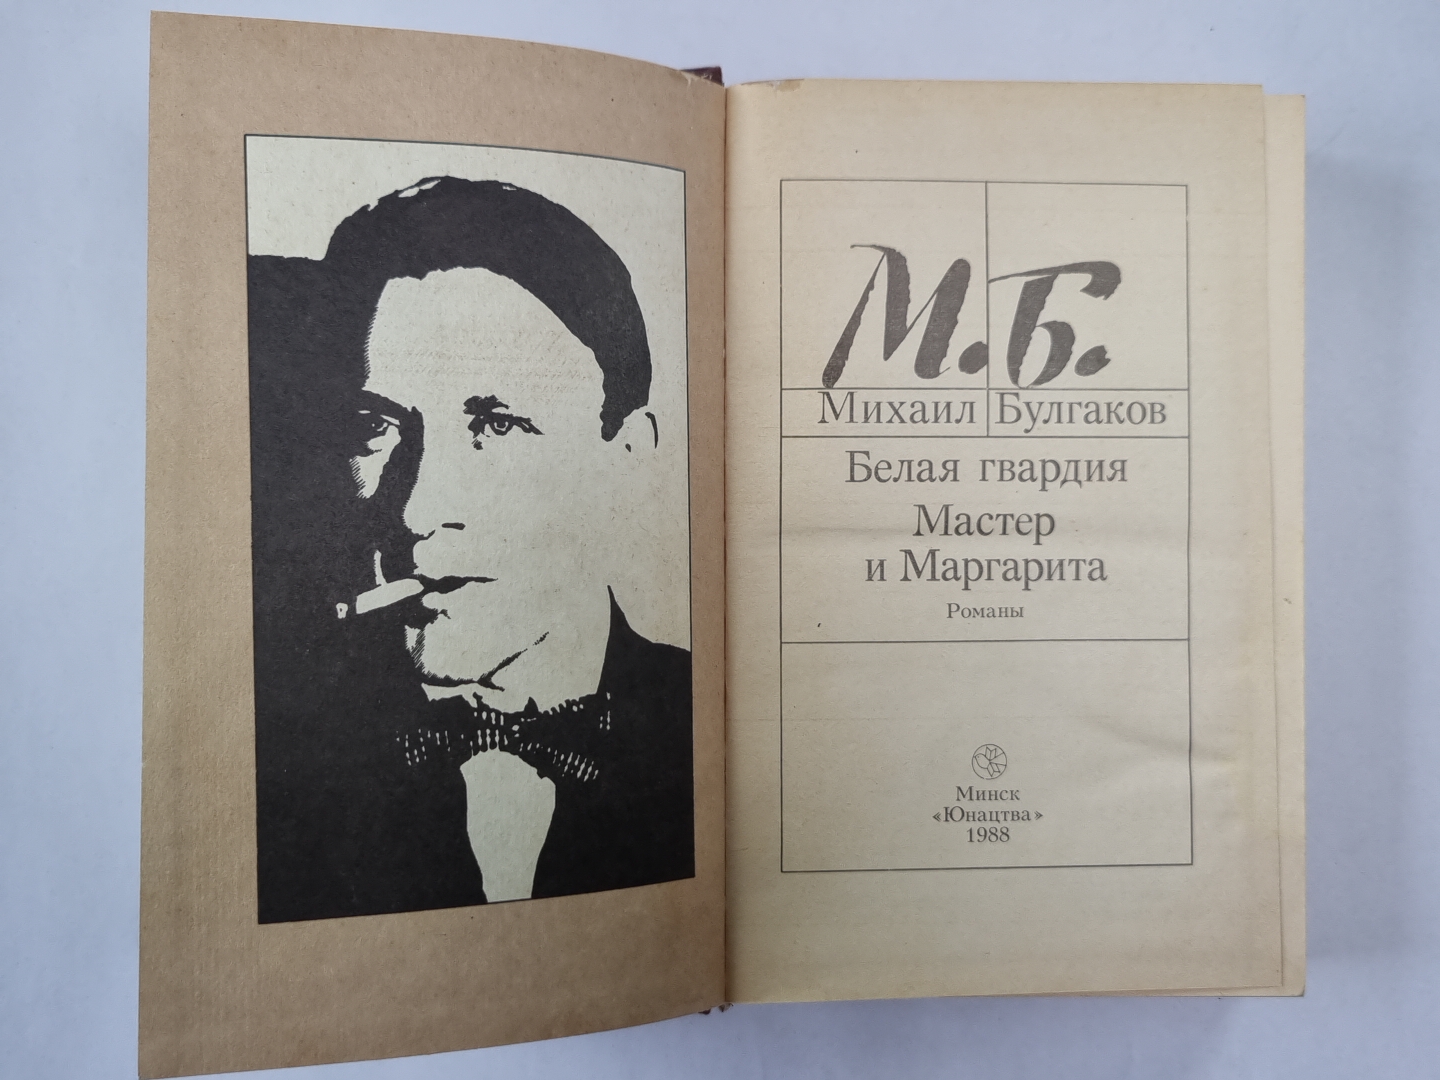 М. Б.
Михаил Булгаков
Белая гвардия
Мастер
и Маргарита
Романы
Минск
«Юнацтва»
1988